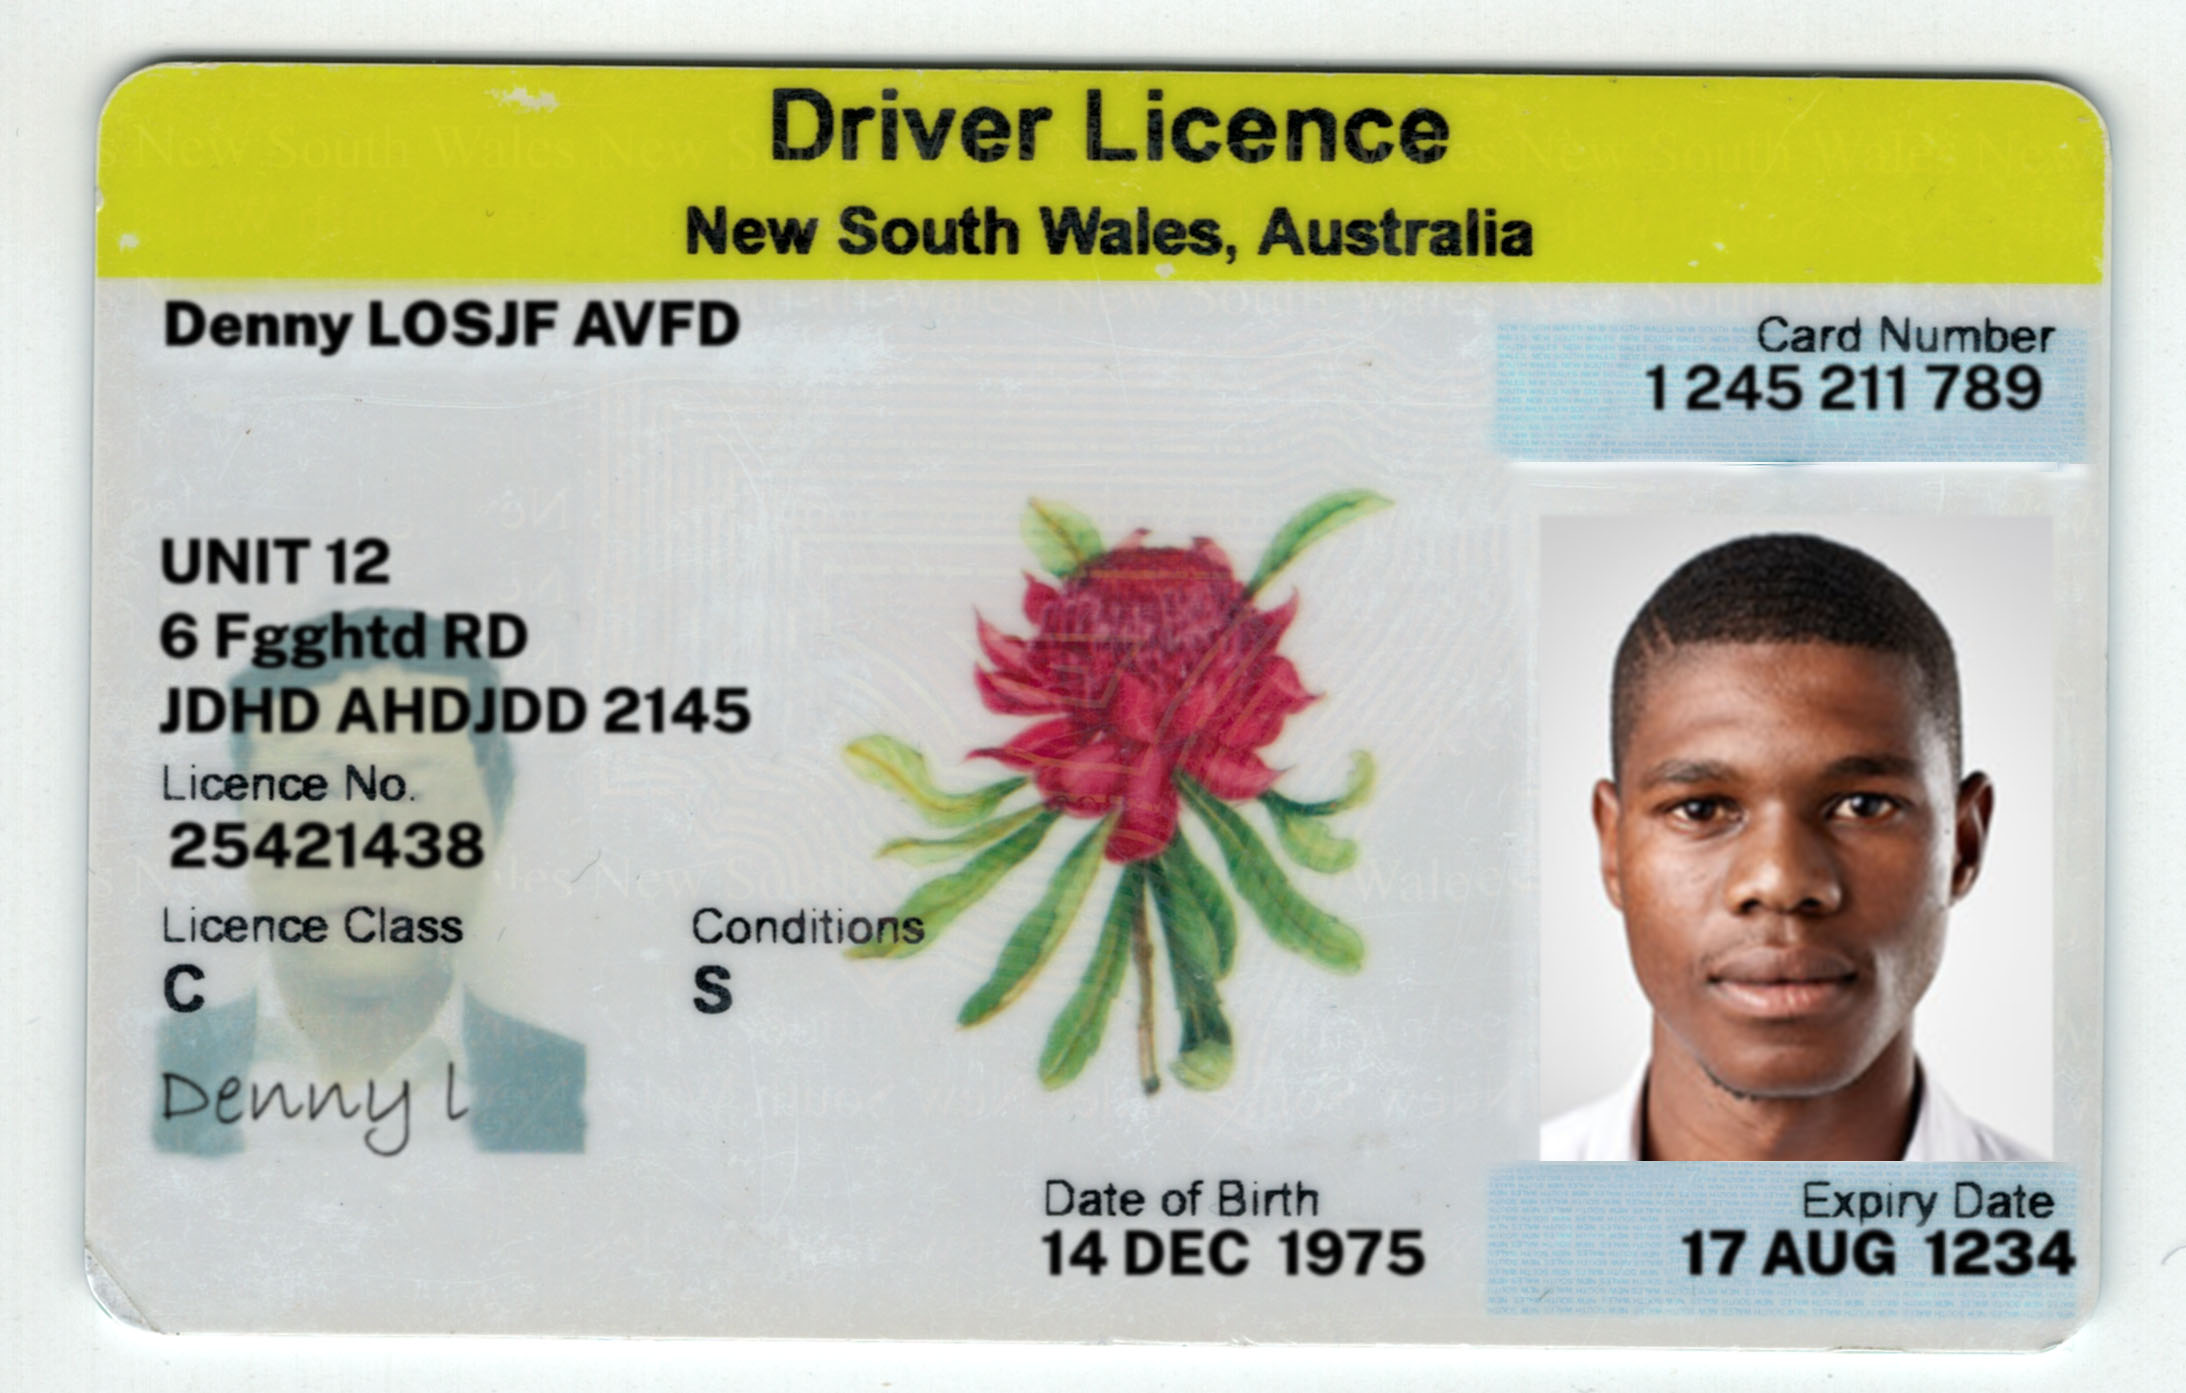 Driver Licence
New South Wales, Australia
Denny LOSJF AVFD
Card Number
1 245 211 789
UNIT 12
6 Fgghtd RD
JDHD AHDJDD 2145
Licence No.
25421438
Licence Class
Conditions
C
S
Denny L
Date of Birth
14 DEC 1975
Expiry Date
17 AUG 1234